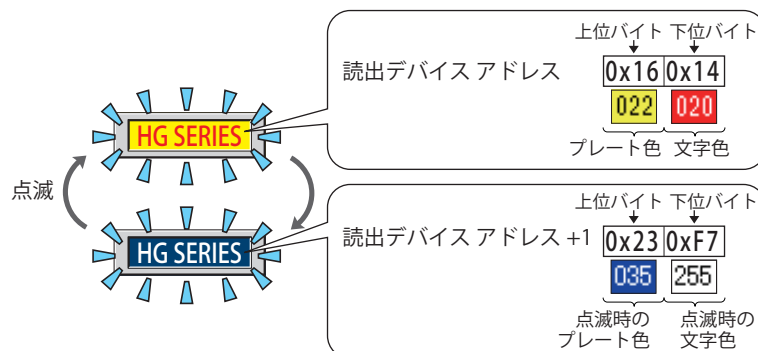 上位バイト 下位バイト
読出デバイス アドレス 0x16 0x14
022 020
プレート色 文字色
HG SERIES
点滅
HG SERIES
上位バイト 下位バイト
読出デバイス アドレス +1 0x23 0xF7
035 255
点滅時の 点滅時の
プレート色 文字色